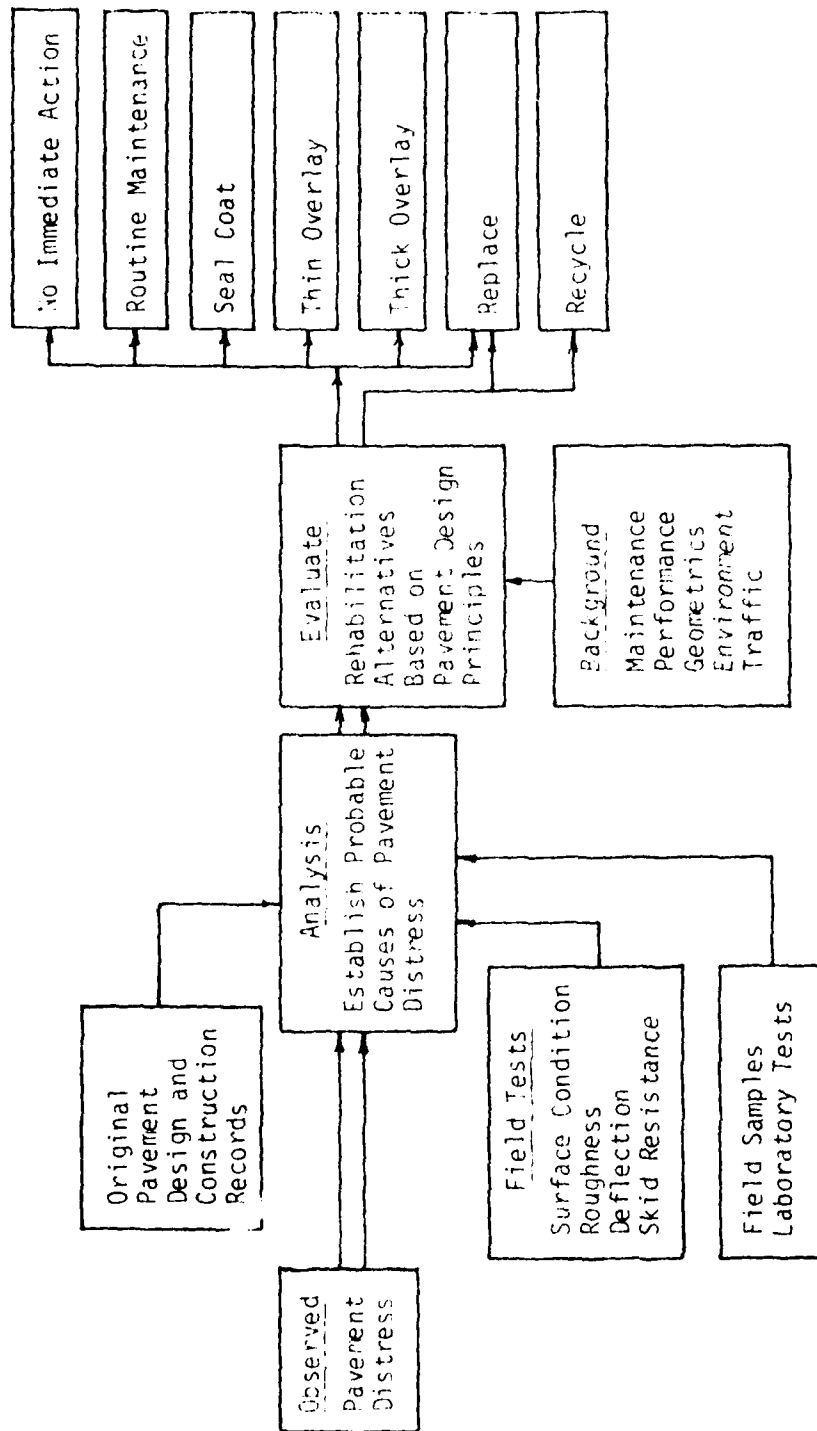 Observed
Pavement
Distress
Original
Pavement
Design and
Construction
Records
Field Tests
Surface Condition
Roughness
Deflection
Skid Resistance
Field Samples
Laboratory Tests
Analysis
Establish Probable
Causes of Pavement
Distress
Evaluate
Rehabilitation
Alternatives
Based on
Pavement Design
Principles
Background
Maintenance
Performance
Geometrics
Environment
Traffic
No Immediate Action
Routine Maintenance
Seal Coat
Thin Overlay
Thick Overlay
Replace
Recycle